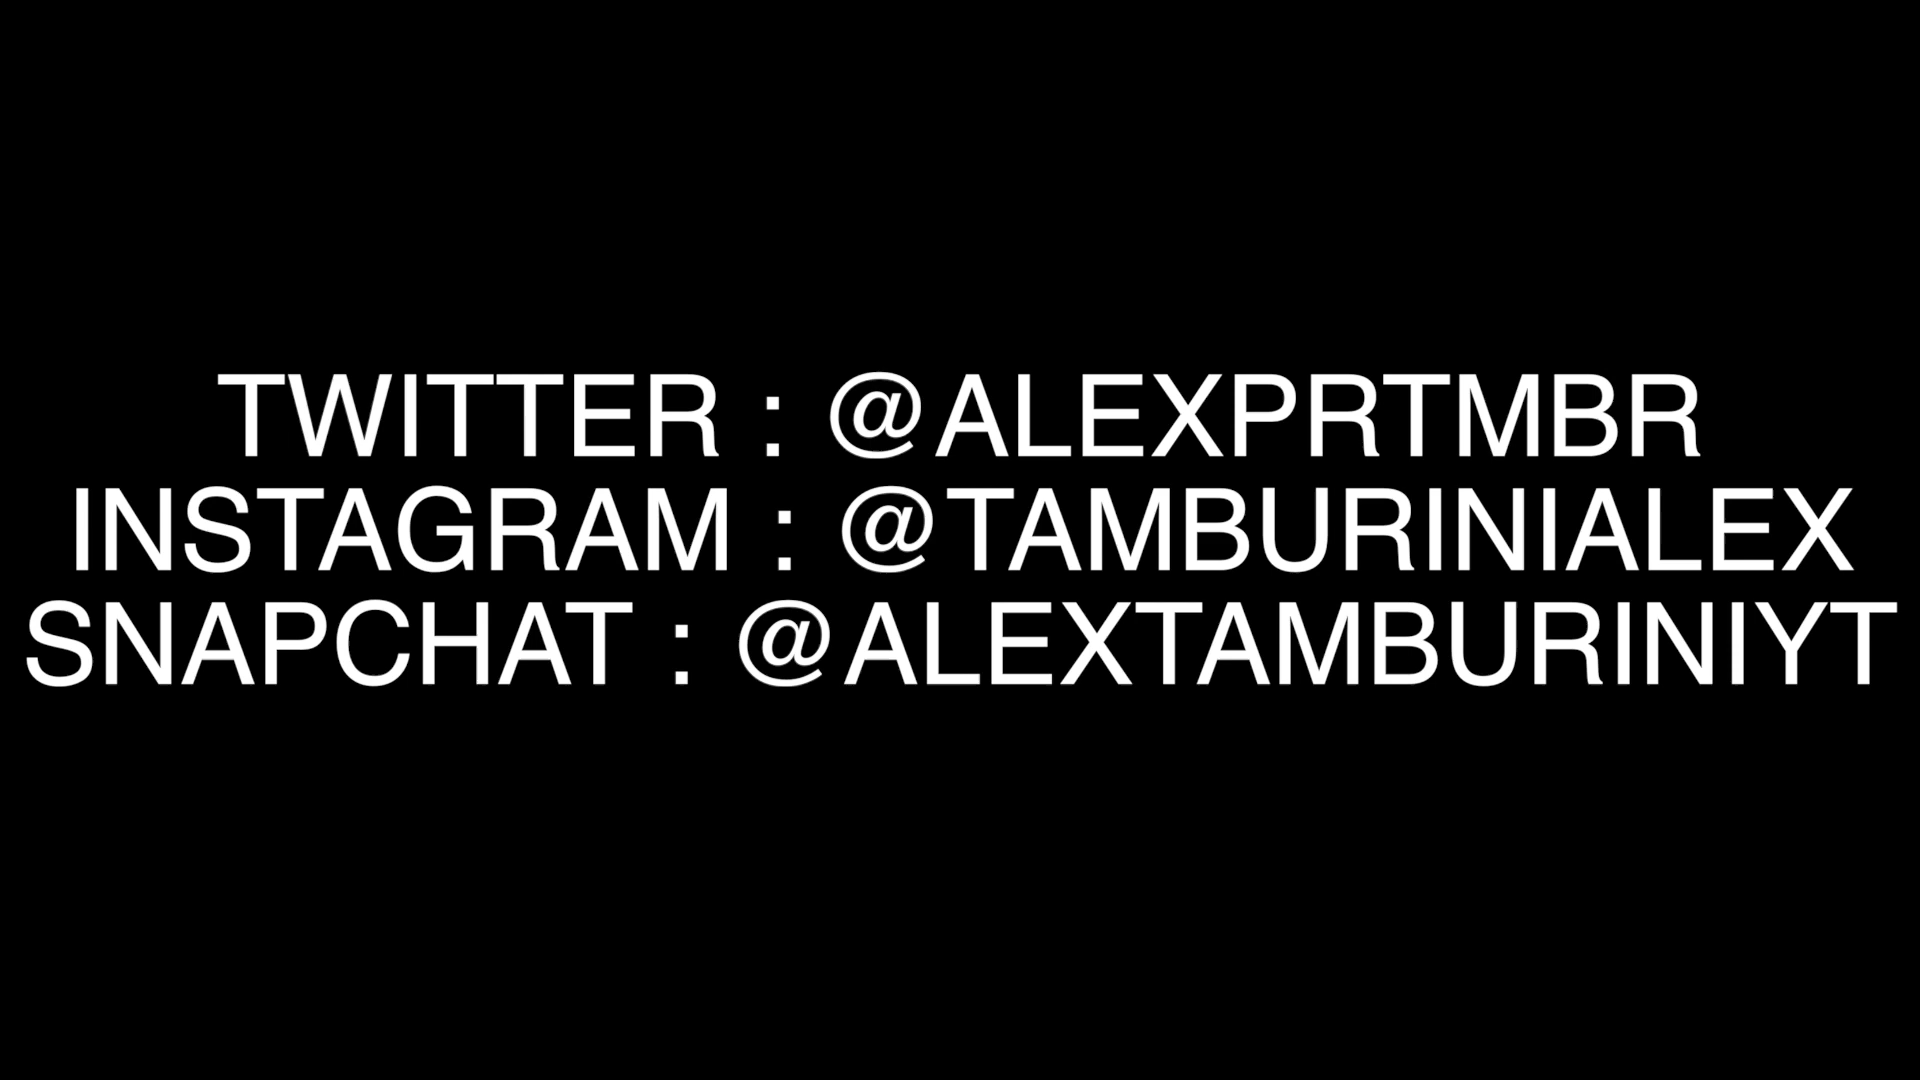 TWITTER : @ALEXPRTMBR
INSTAGRAM : @TAMBURINIALEX
SNAPCHAT : @ALEXTAMBURINIYT